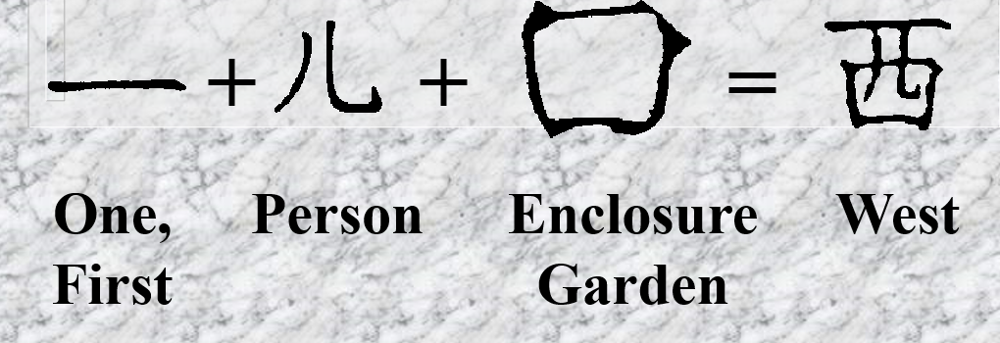 一 + 儿 + 口 = 西
One, Person Enclosure West
First Garden